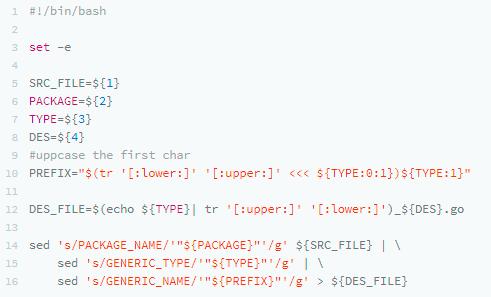 1 #!/bin/bash
2
3 set -e
4
5 SRC_FILE=${1}
6 PACKAGE=${2}
7 TYPE=${3}
8 DES=${4}
9 #uppcase the first char
10 PREFIX="$(tr '[:lower:]' '[:upper:]' <<< ${TYPE:0:1})${TYPE:1}"
11
12 DES_FILE=$(echo ${TYPE}| tr '[:upper:]' '[:lower:]')_${DES}.go
13
14 sed 's/PACKAGE_NAME/'"${PACKAGE}"'/g' ${SRC_FILE} | \
15     sed 's/GENERIC_TYPE/'"${TYPE}"'/g' | \
16     sed 's/GENERIC_NAME/'"${PREFIX}"'/g' > ${DES_FILE}